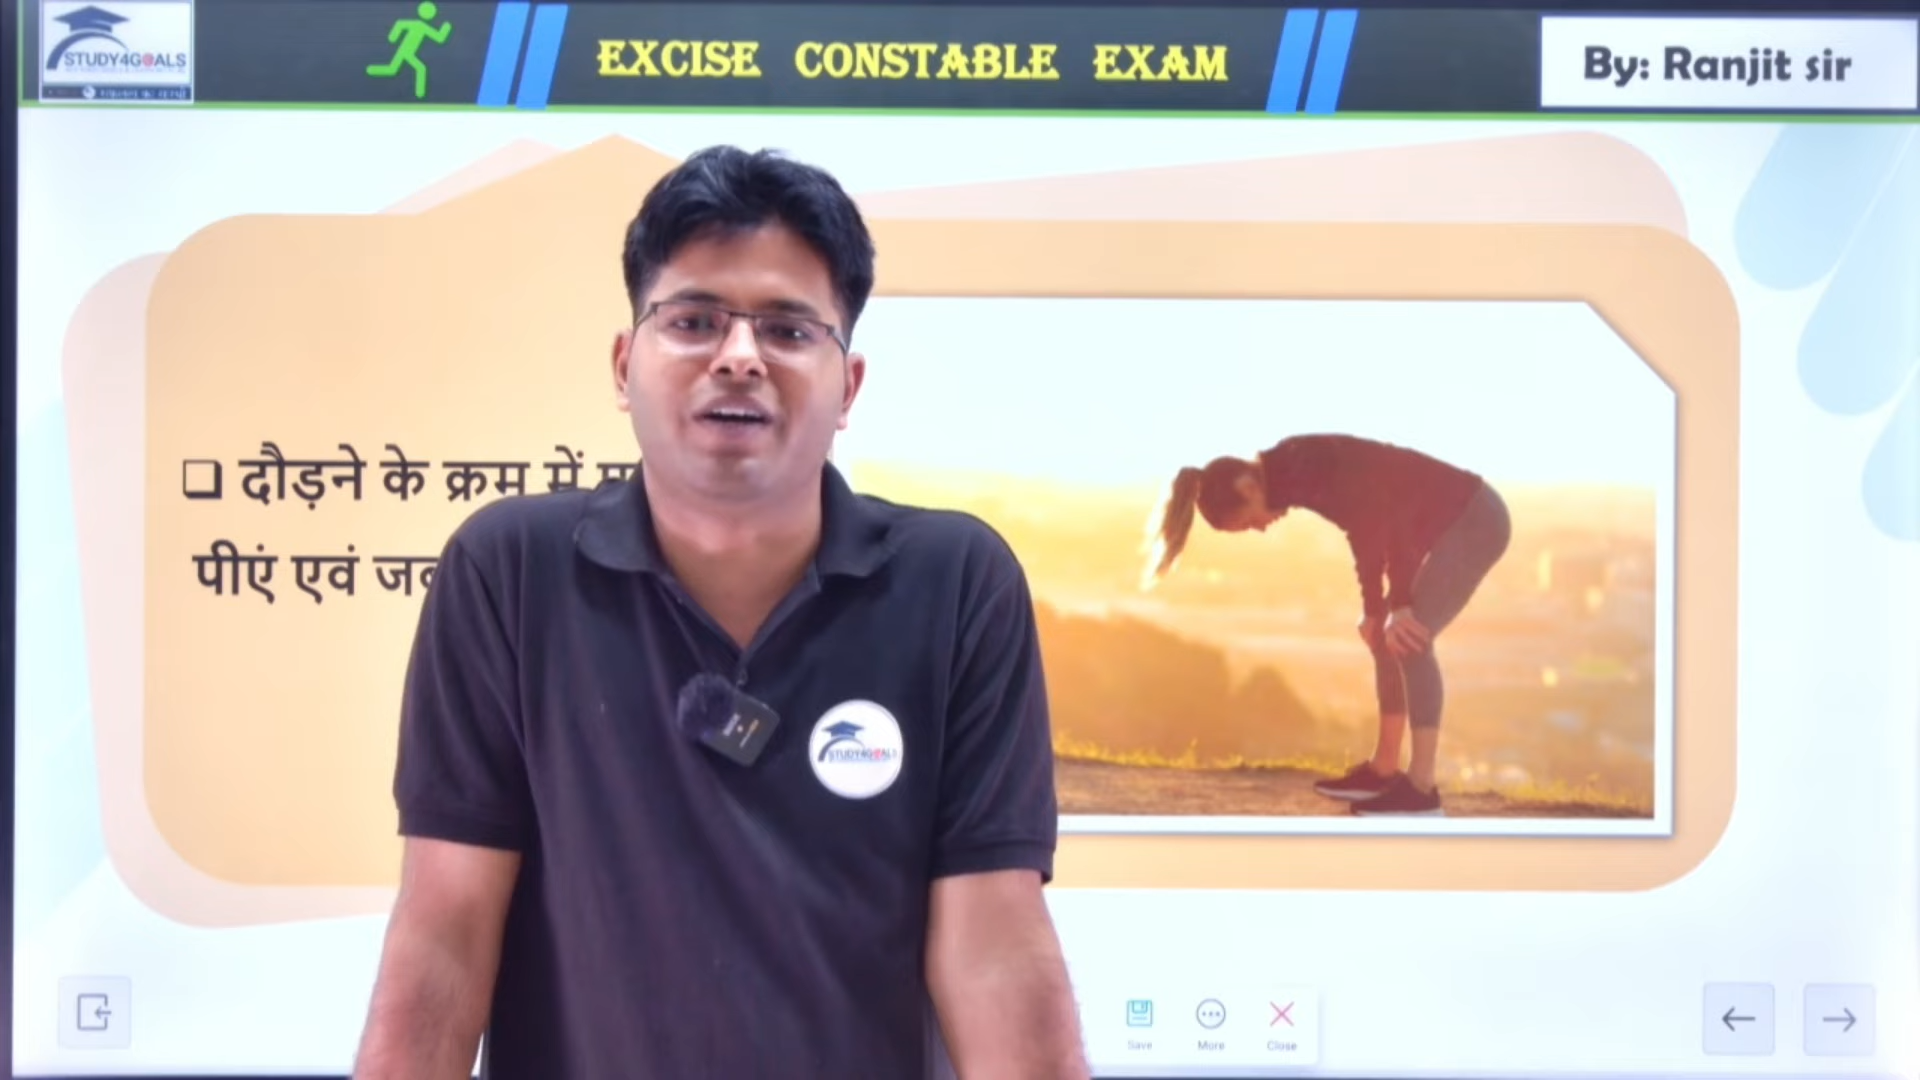 STUDY4GOALS
EXCISE CONSTABLE EXAM
By: Ranjit sir
❑ दौड़ने के क्रम में
पीएं एवं
STUDY4GOALS
Save
More
Close